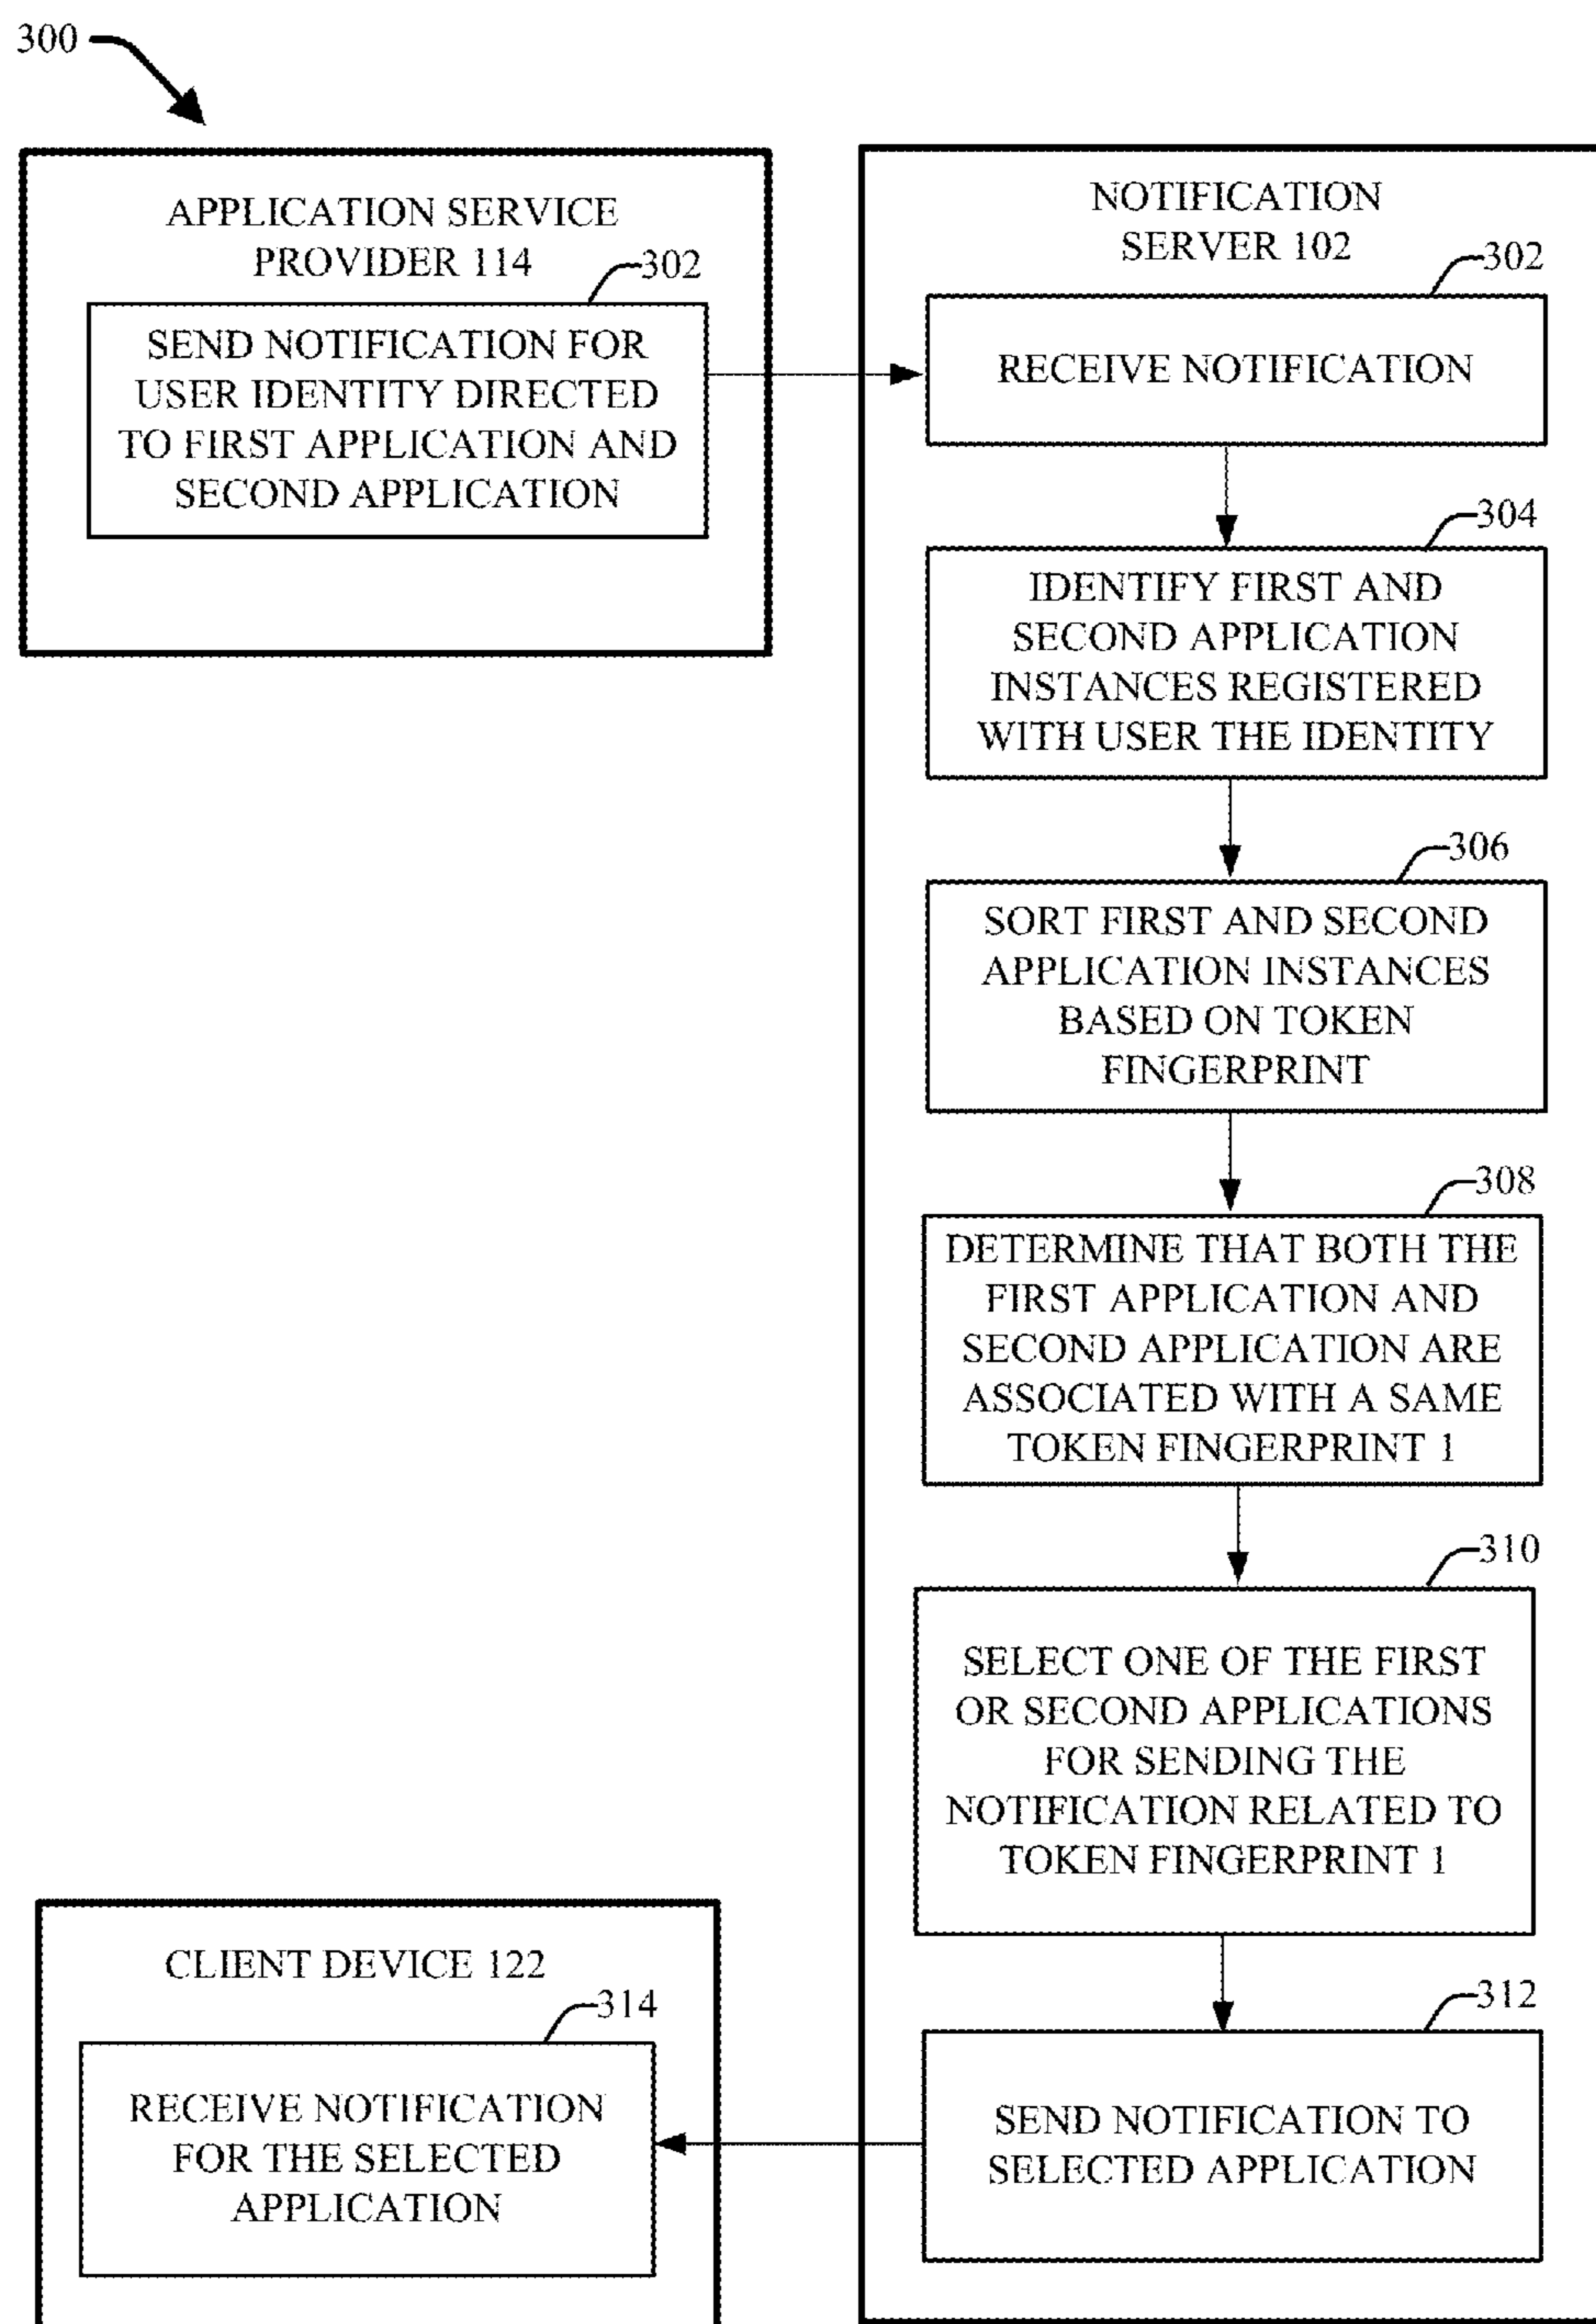 300
APPLICATION SERVICE
PROVIDER 114
302
SEND NOTIFICATION FOR
USER IDENTITY DIRECTED
TO FIRST APPLICATION AND
SECOND APPLICATION
NOTIFICATION
SERVER 102
302
RECEIVE NOTIFICATION
304
IDENTIFY FIRST AND
SECOND APPLICATION
INSTANCES REGISTERED
WITH USER THE IDENTITY
306
SORT FIRST AND SECOND
APPLICATION INSTANCES
BASED ON TOKEN
FINGERPRINT
308
DETERMINE THAT BOTH THE
FIRST APPLICATION AND
SECOND APPLICATION ARE
ASSOCIATED WITH A SAME
TOKEN FINGERPRINT 1
310
SELECT ONE OF THE FIRST
OR SECOND APPLICATIONS
FOR SENDING THE
NOTIFICATION RELATED TO
TOKEN FINGERPRINT 1
312
SEND NOTIFICATION TO
SELECTED APPLICATION
CLIENT DEVICE 122
314
RECEIVE NOTIFICATION
FOR THE SELECTED
APPLICATION